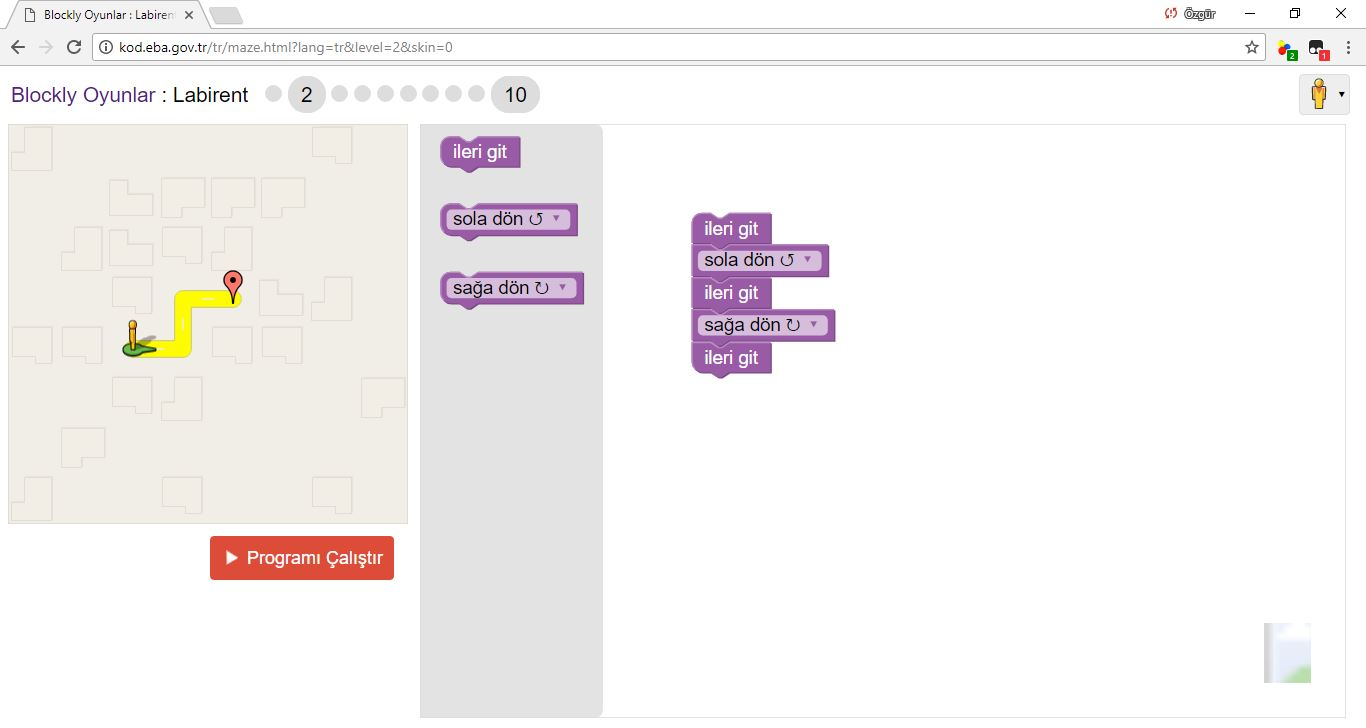 Blockly Oyunlar : Labirent
Özgür
kod.eba.gov.tr/tr/maze.html?lang=tr&level=2&skin=0
2
1
Blockly Oyunlar : Labirent 2 10
ileri git
sola dön ↺ ▼
sağa dön ↻ ▼
ileri git
sola dön ↺ ▼
ileri git
sağa dön ↻ ▼
ileri git
Programı Çalıştır